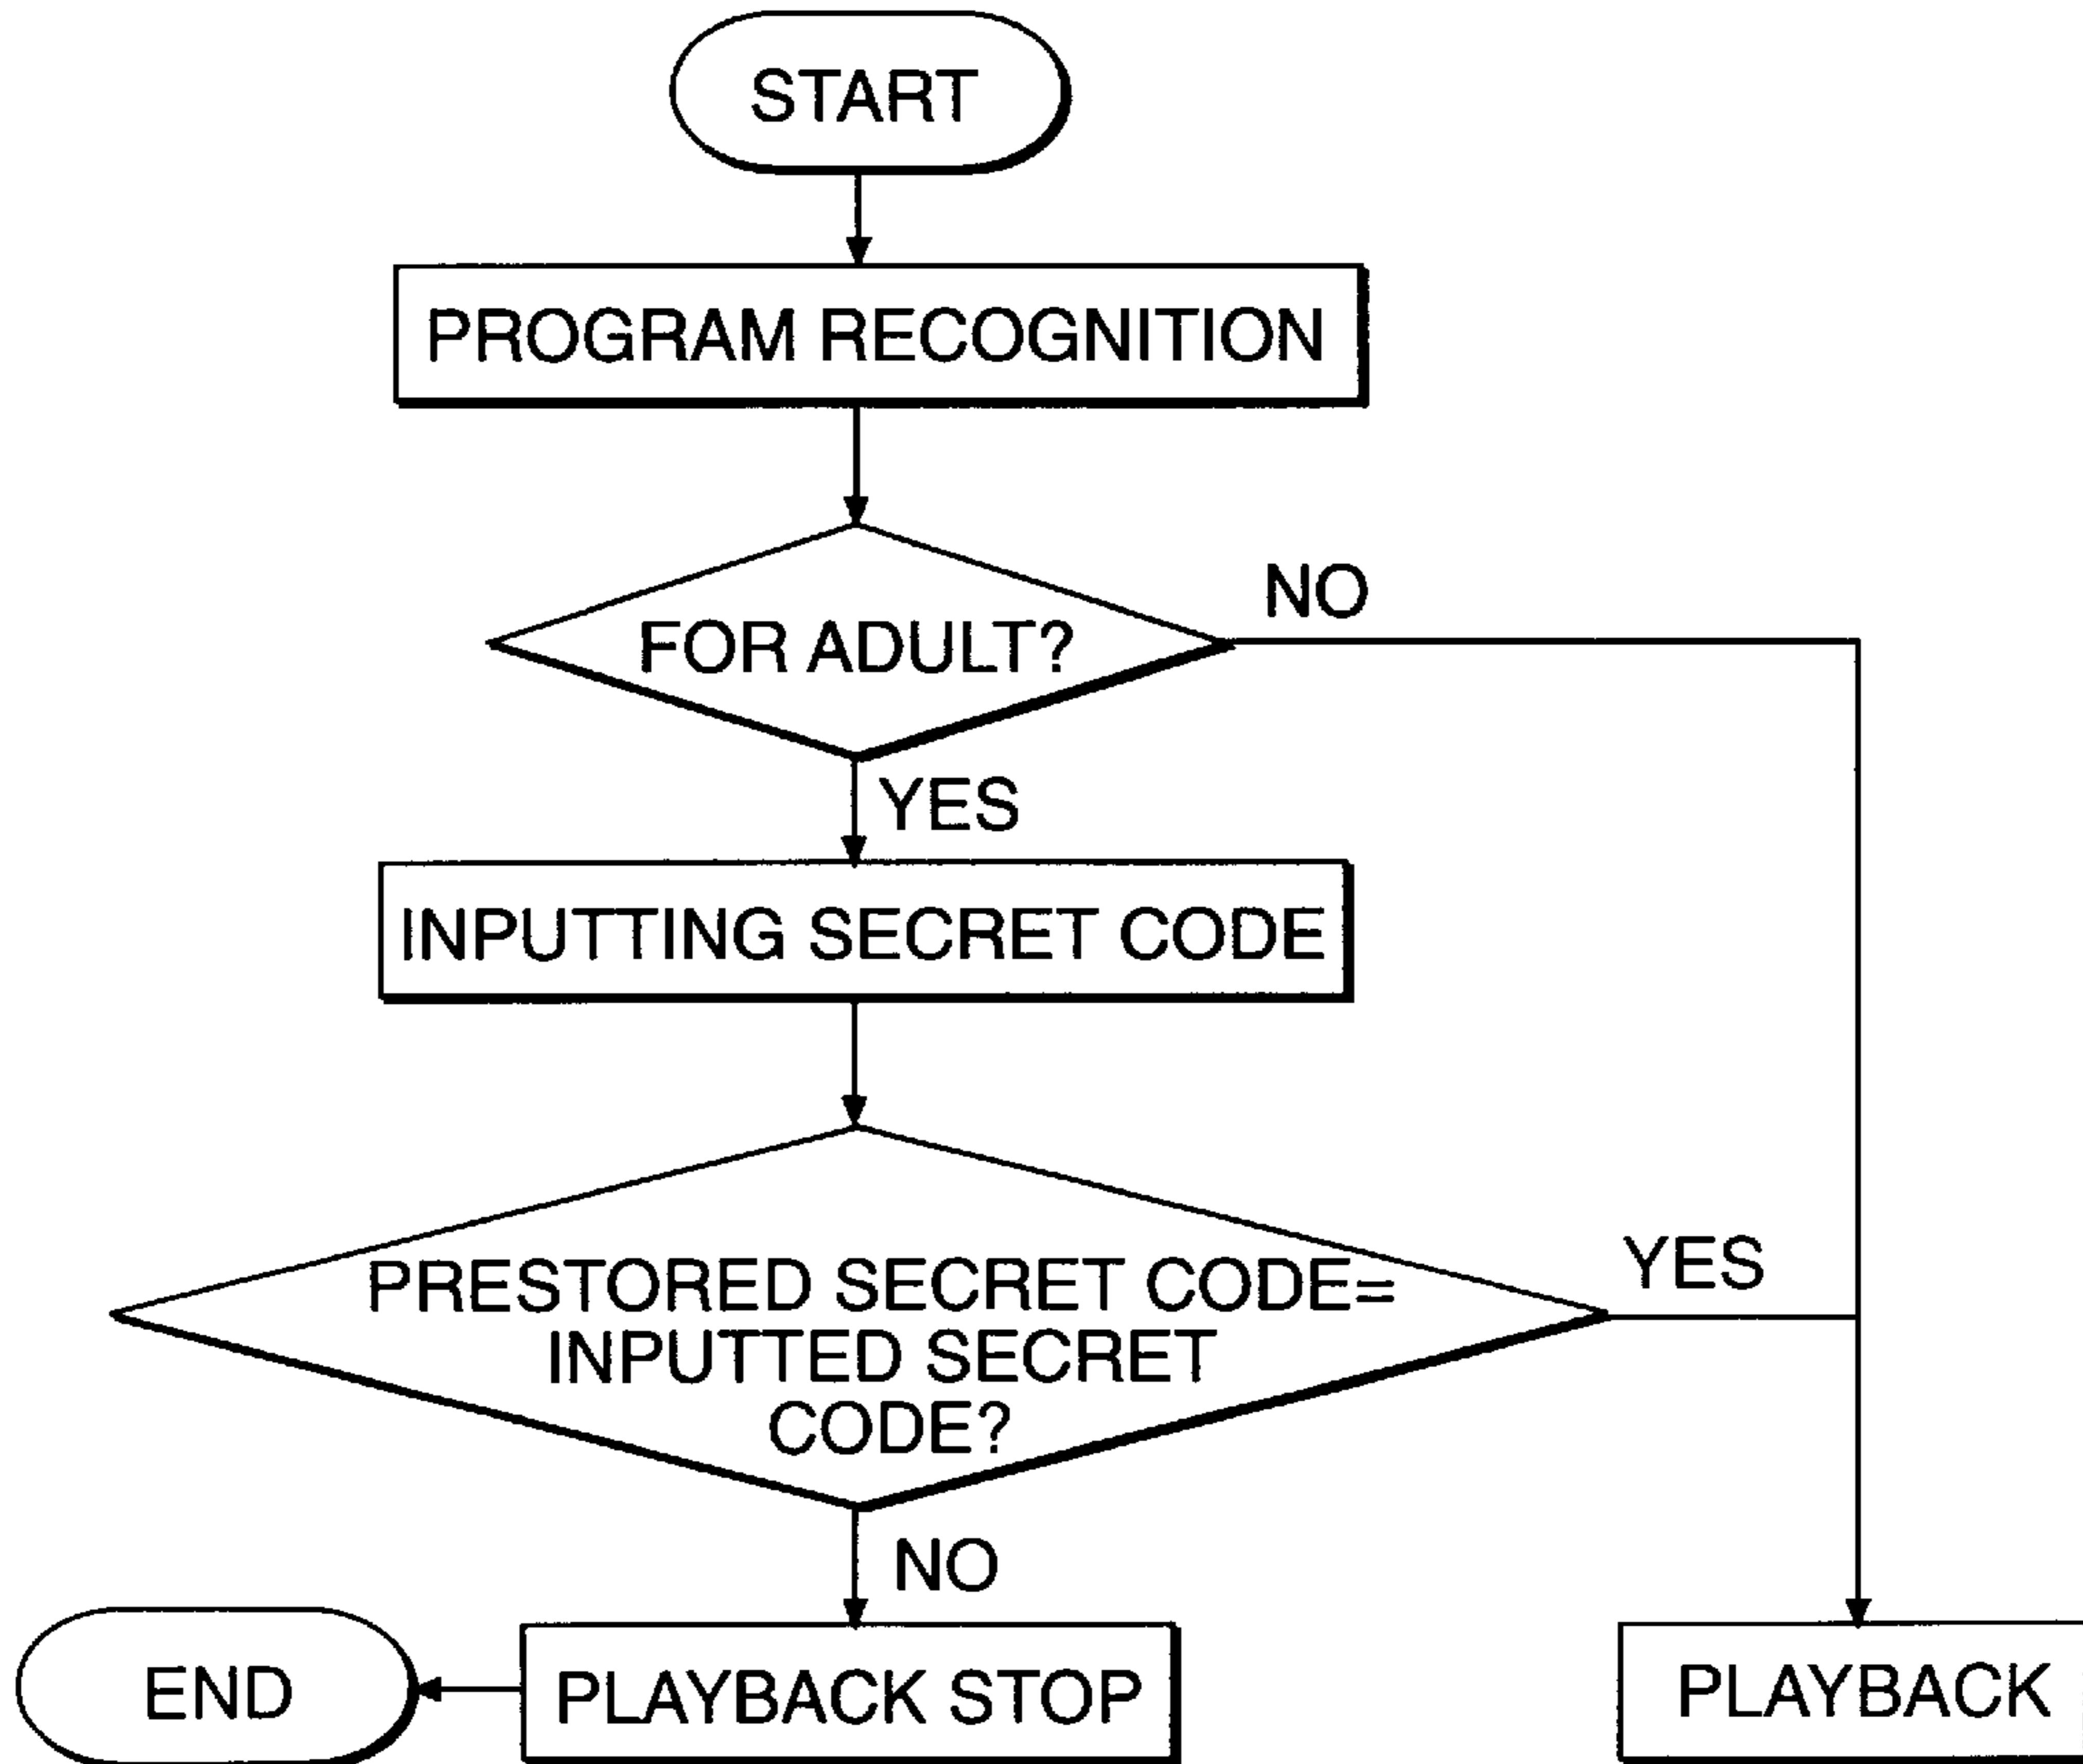 START
PROGRAM RECOGNITION
FOR ADULT?
NO
YES
INPUTTING SECRET CODE
PRESTORED SECRET CODE=
INPUTTED SECRET
CODE?
YES
NO
END
PLAYBACK STOP
PLAYBACK